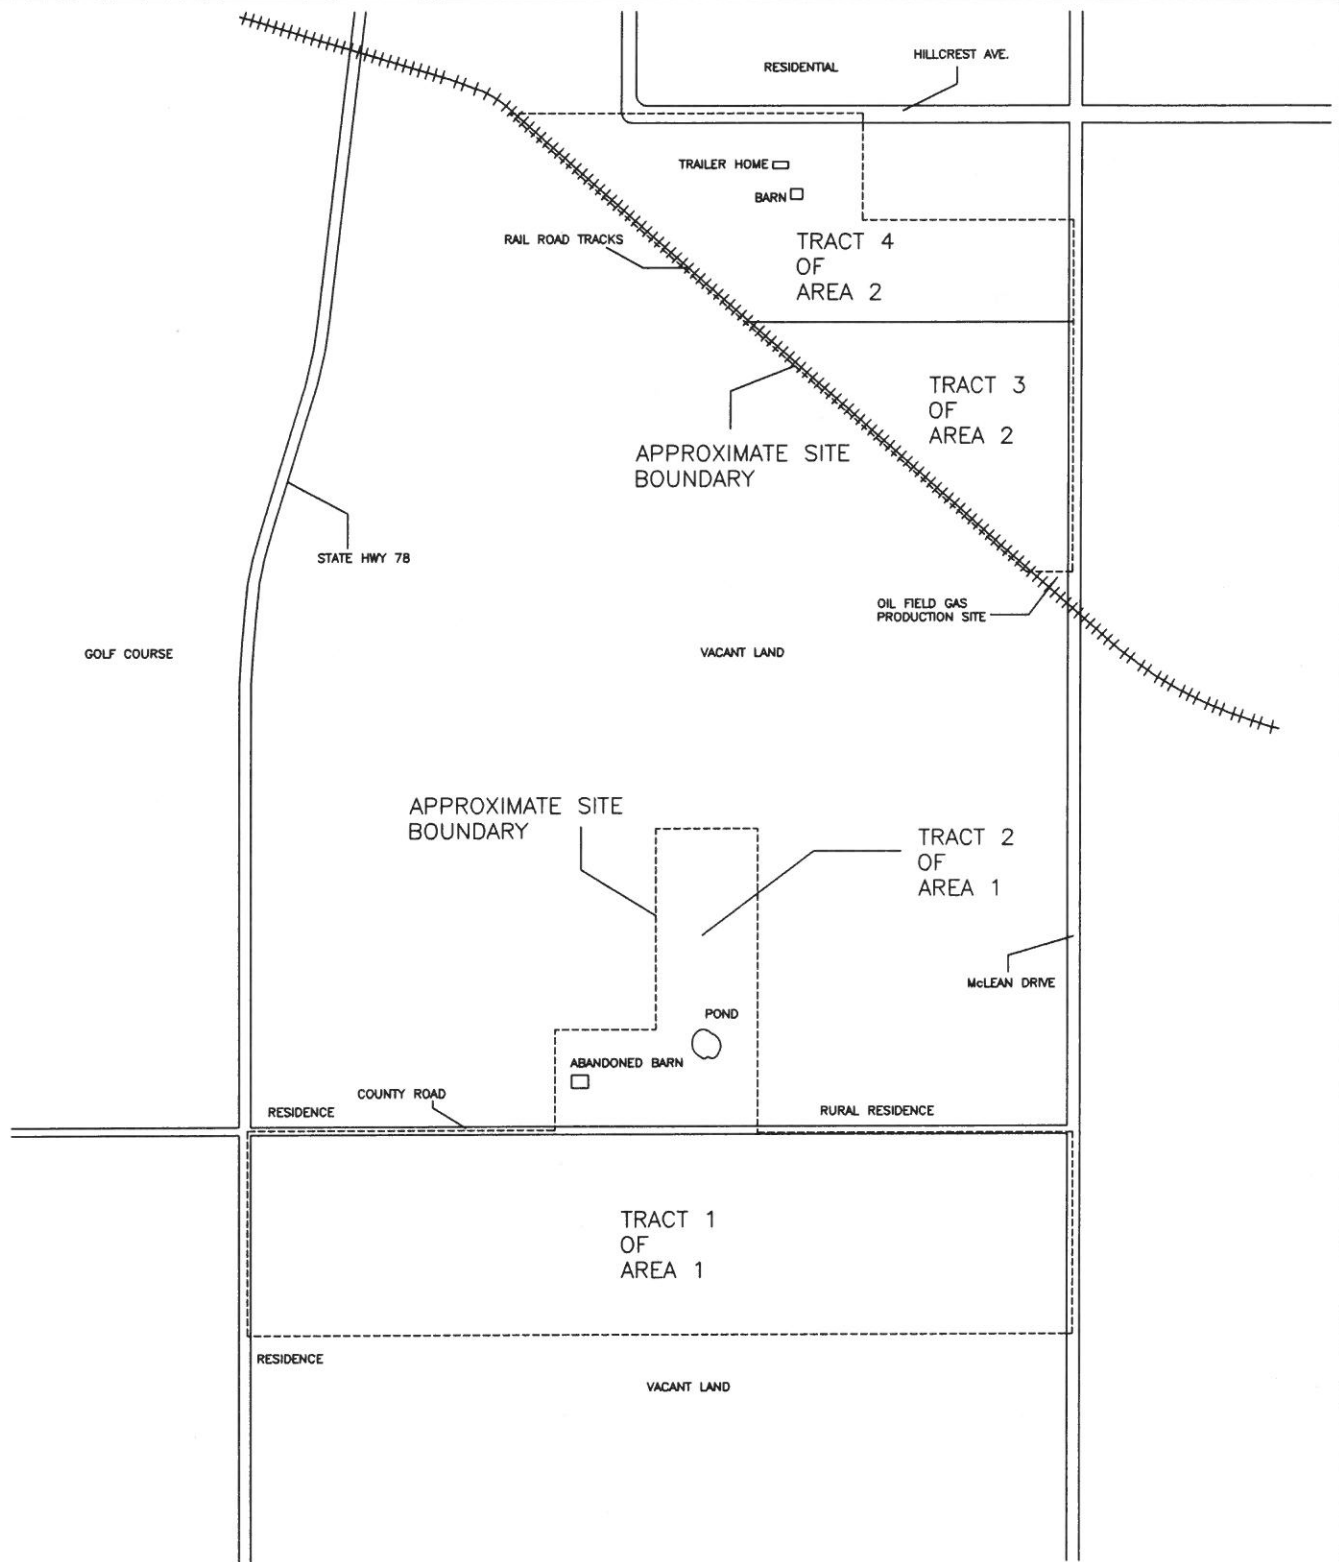 HILLCREST AVE.
RESIDENTIAL
TRAILER HOME
BARN
RAIL ROAD TRACKS
TRACT 4
OF
AREA 2
TRACT 3
OF
AREA 2
APPROXIMATE SITE
BOUNDARY
STATE HWY 78
OIL FIELD GAS
PRODUCTION SITE
GOLF COURSE
VACANT LAND
APPROXIMATE SITE
BOUNDARY
TRACT 2
OF
AREA 1
McLEAN DRIVE
POND
ABANDONED BARN
COUNTY ROAD
RESIDENCE
RURAL RESIDENCE
TRACT 1
OF
AREA 1
RESIDENCE
VACANT LAND